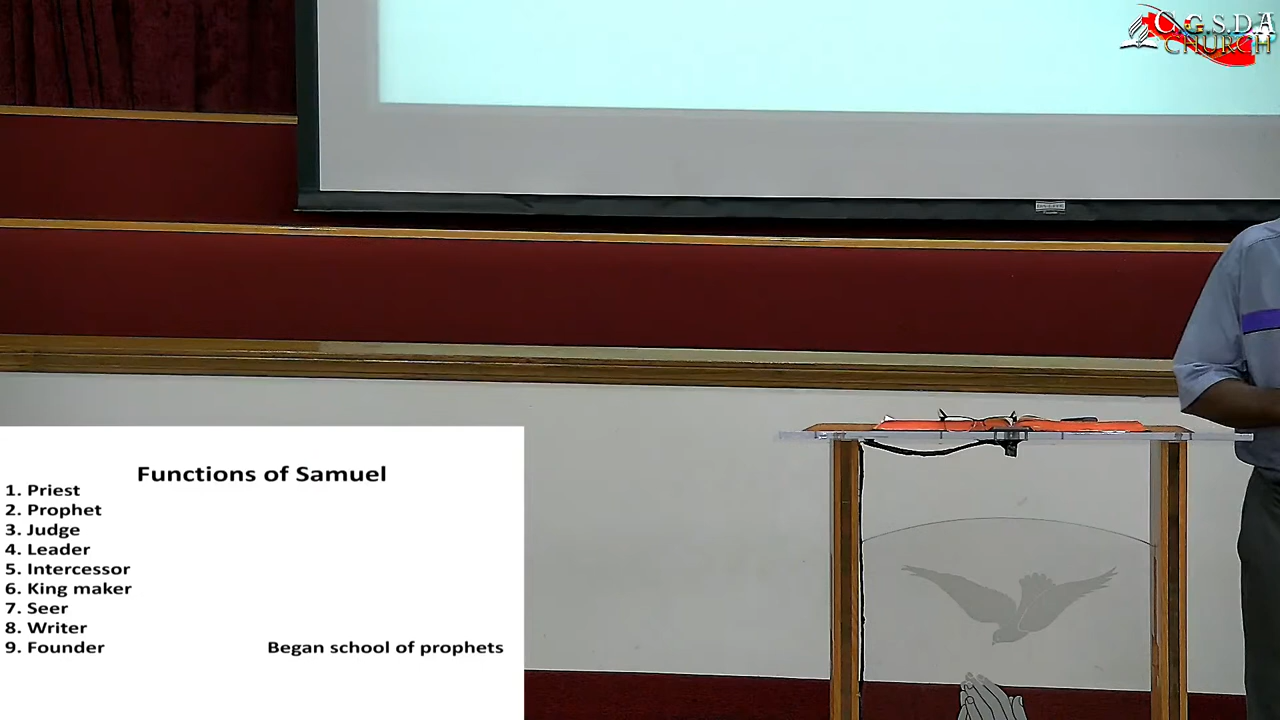 C.G.S.D.A
CHURCH
Functions of Samuel
1. Priest
2. Prophet
3. Judge
4. Leader
5. Intercessor
6. King maker
7. Seer
8. Writer
9. Founder Began school of prophets